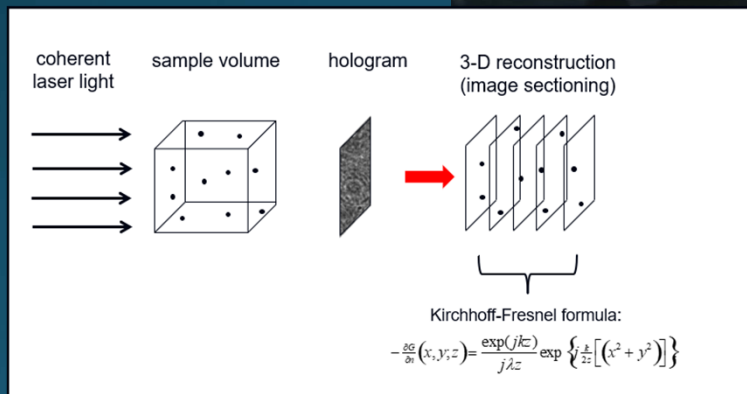 coherent
laser light
sample volume
hologram
3-D reconstruction
(image sectioning)
Kirchhoff-Fresnel formula:
-∂G/∂n(x,y;z)=exp(jkz)/jλz exp{j k/2z[(x²+y²)]}